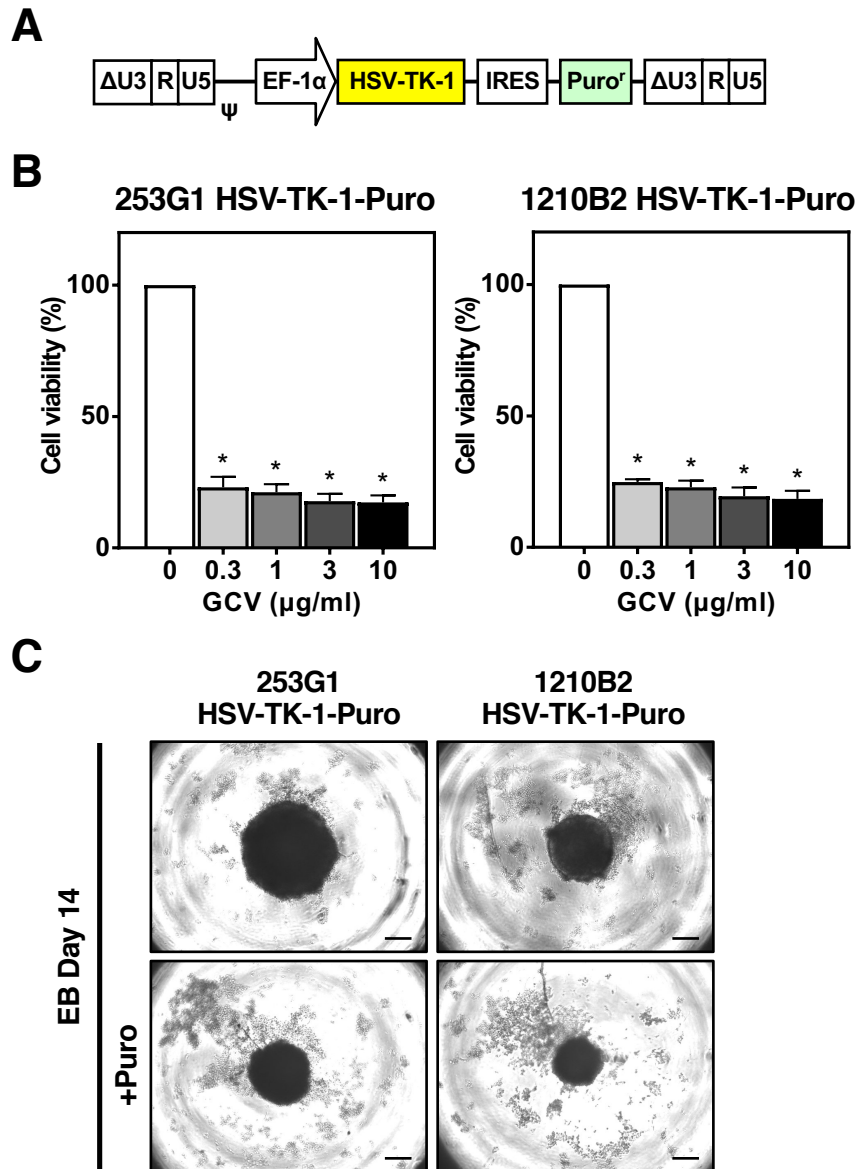 A
ΔU3 R U5 EF-1α HSV-TK-1 IRES Puroʳ ΔU3 R U5
ψ
B
253G1 HSV-TK-1-Puro
Cell viability (%)
100
50
0
* * * *
0 0.3 1 3 10
GCV (µg/ml)
1210B2 HSV-TK-1-Puro
Cell viability (%)
100
50
0
* * * *
0 0.3 1 3 10
GCV (µg/ml)
C
253G1
HSV-TK-1-Puro
1210B2
HSV-TK-1-Puro
EB Day 14
+Puro